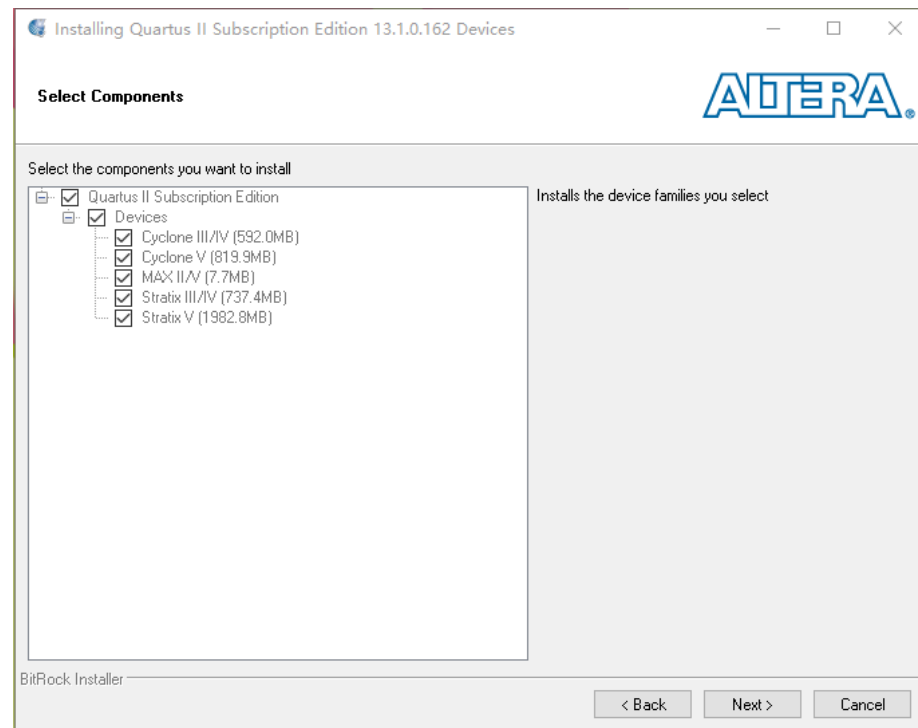 Installing Quartus II Subscription Edition 13.1.0.162 Devices
Select Components
ALTERA®
Select the components you want to install
Quartus II Subscription Edition
Installs the device families you select
Devices
Cyclone III/IV (592.0MB)
Cyclone V (819.9MB)
MAX II/V (7.7MB)
Stratix III/IV (737.4MB)
Stratix V (1982.8MB)
BitRock Installer
< Back
Next >
Cancel